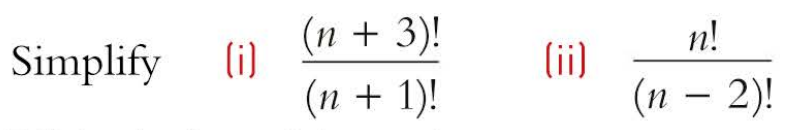 Simplify (i) (n + 3)! / (n + 1)! (ii) n! / (n − 2)!